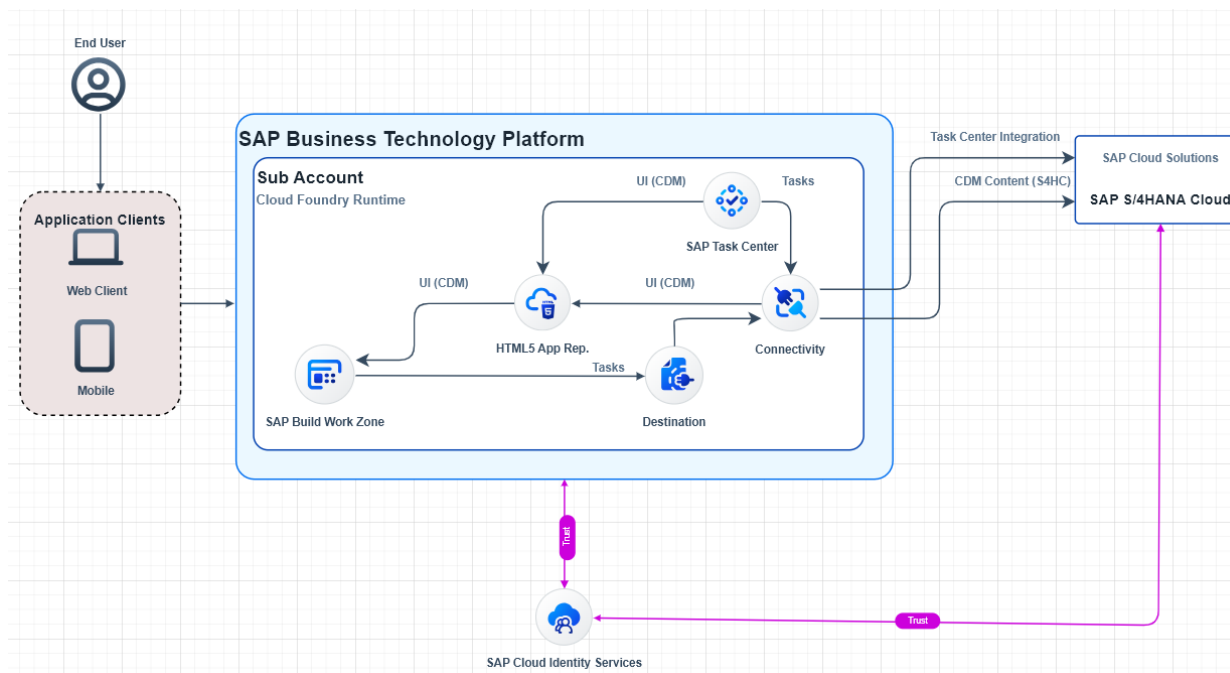 End User
SAP Business Technology Platform
Task Center Integration
SAP Cloud Solutions
Sub Account
UI (CDM)
Tasks
CDM Content (S4HC)
Cloud Foundry Runtime
SAP S/4HANA Cloud
Application Clients
SAP Task Center
Web Client
UI (CDM)
UI (CDM)
HTML5 App Rep.
Connectivity
Tasks
Mobile
SAP Build Work Zone
Destination
Trust
Trust
SAP Cloud Identity Services